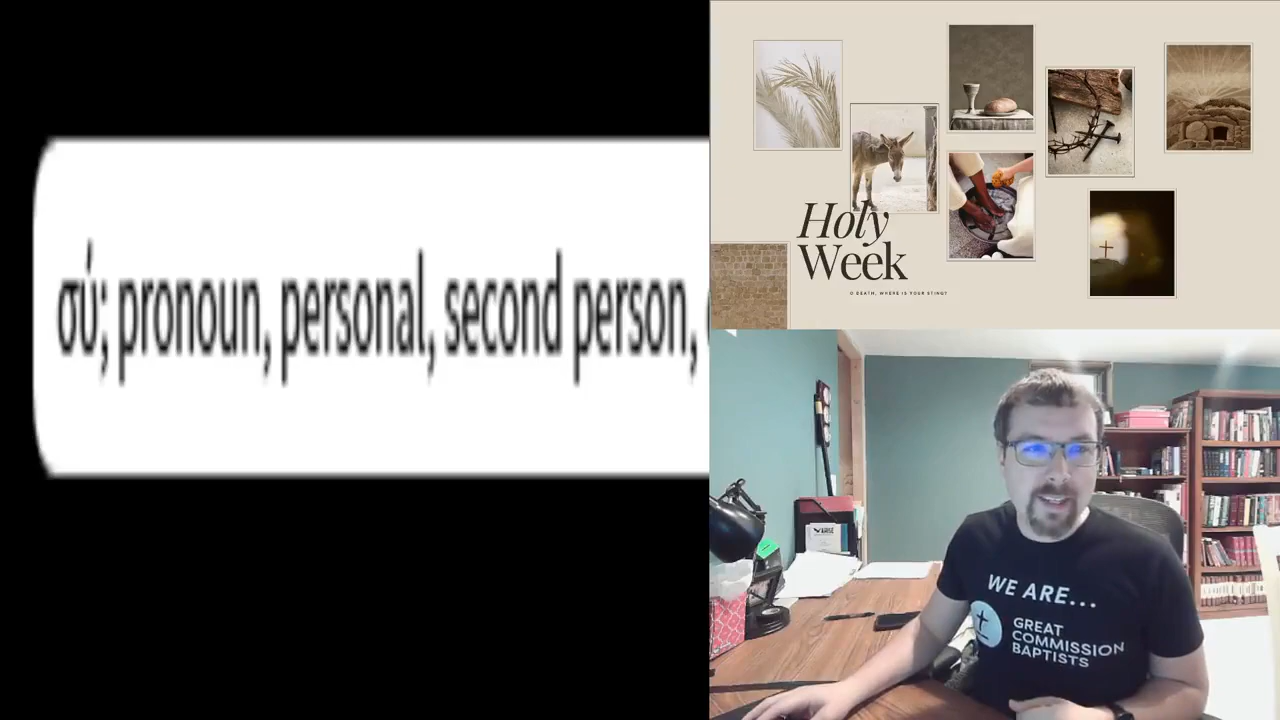 σύ; pronoun, personal, second person,
Holy
Week
O DEATH, WHERE IS YOUR STING?
WE ARE...
GREAT
COMMISSION
BAPTISTS